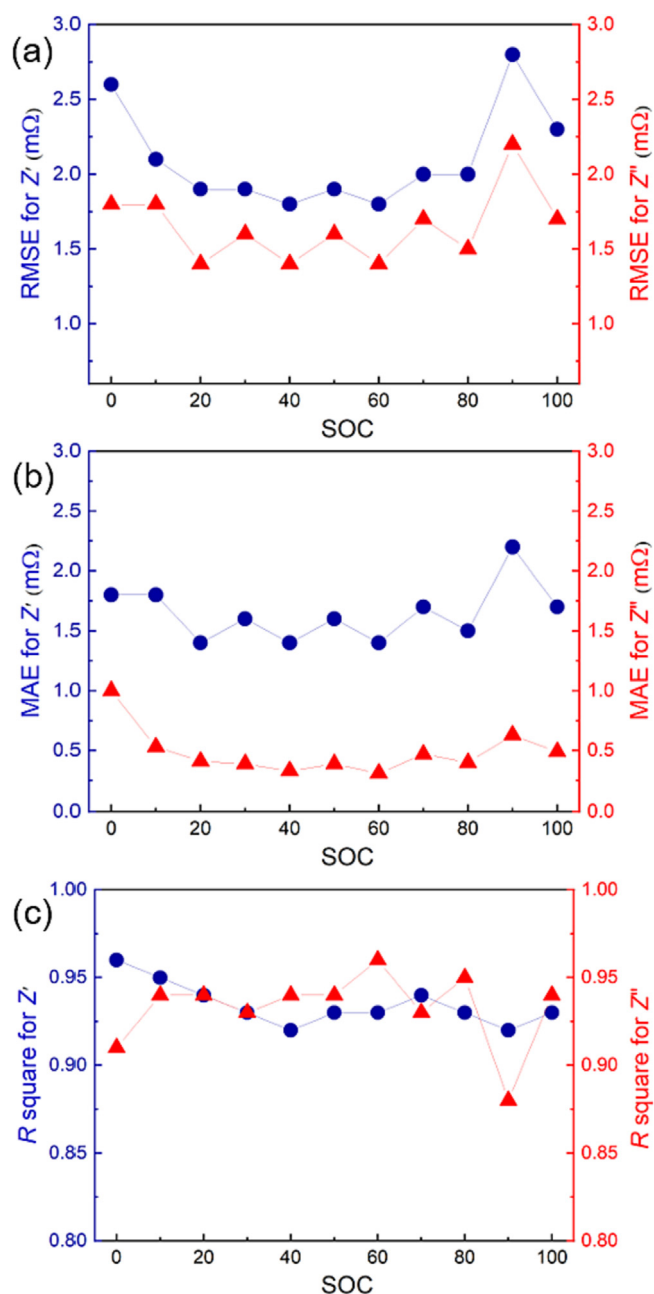 (a)
RMSE for Z' (mΩ)
3.0
2.5
2.0
1.5
1.0
3.0
2.5
2.0
1.5
1.0
RMSE for Z" (mΩ)
0 20 40 60 80 100
SOC
(b)
MAE for Z' (mΩ)
3.0
2.5
2.0
1.5
1.0
0.5
0.0
3.0
2.5
2.0
1.5
1.0
0.5
0.0
MAE for Z" (mΩ)
0 20 40 60 80 100
SOC
(c)
R square for Z'
1.00
0.95
0.90
0.85
0.80
1.00
0.95
0.90
0.85
0.80
R square for Z"
0 20 40 60 80 100
SOC